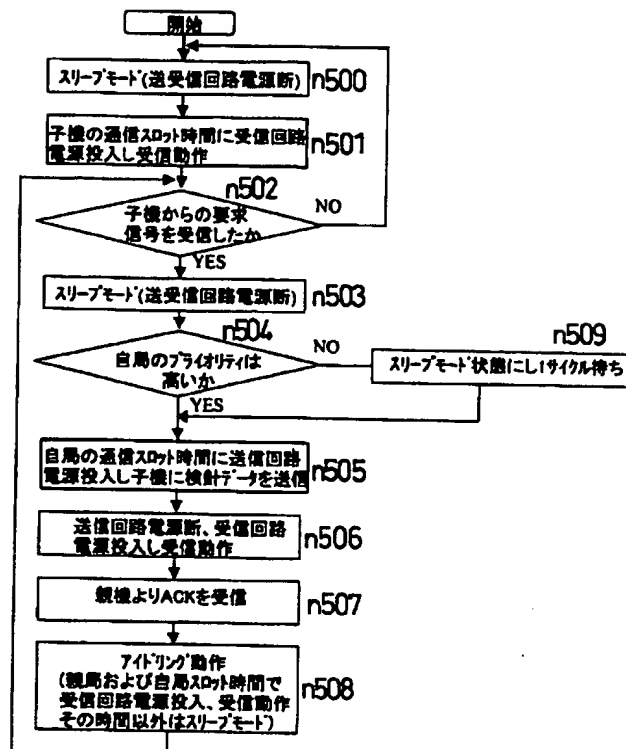 開始
スリープモード(送受信回路電源断)
n500
子機の通信スロット時間に受信回路
電源投入し受信動作
n501
n502
子機からの要求
信号を受信したか
NO
YES
スリープモード(送受信回路電源断)
n503
n504
自局のプライオリティは
高いか
NO
YES
n509
スリープモード状態にし1サイクル待ち
自局の通信スロット時間に送信回路
電源投入し子機に検針データを送信
n505
送信回路電源断、受信回路
電源投入し受信動作
n506
親機よりACKを受信
n507
アイドリング動作
(親局および自局スロット時間で
受信回路電源投入、受信動作
その時間以外はスリープモード)
n508